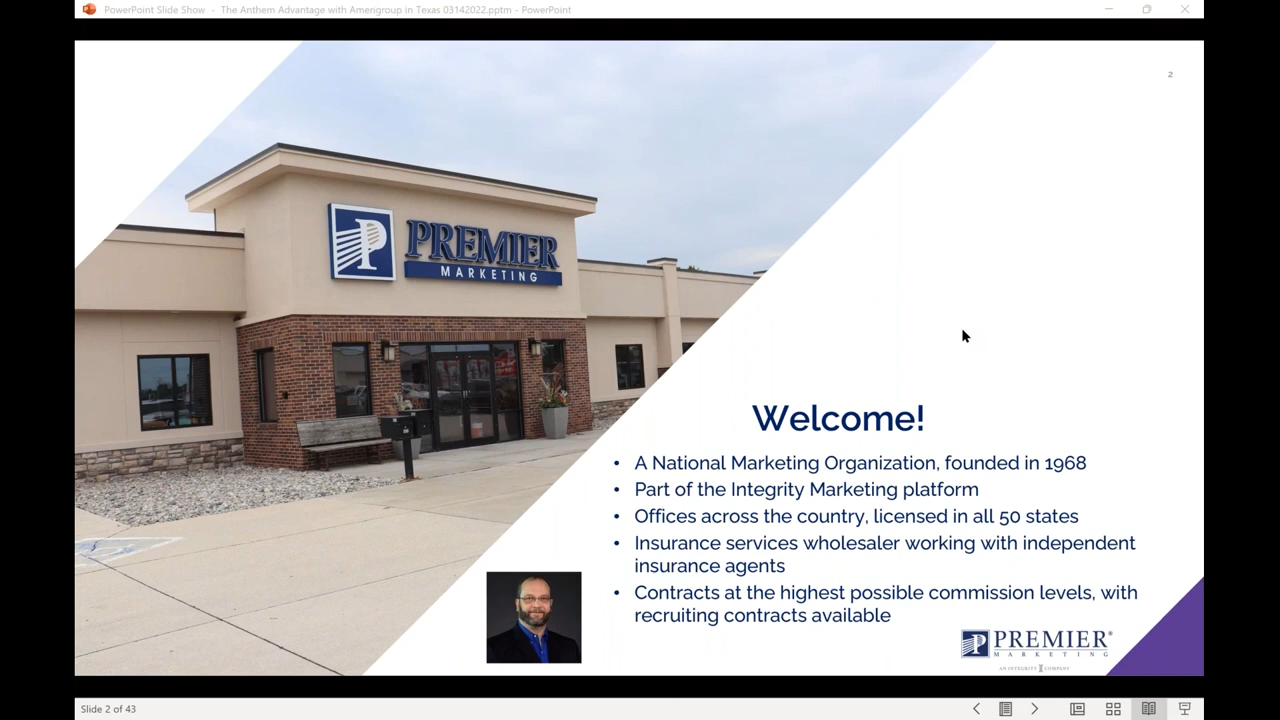 PowerPoint Slide Show - The Anthem Advantage with Amerigroup in Texas 03142022.pptm - PowerPoint
2
P
PREMIER
MARKETING
Welcome!
• A National Marketing Organization, founded in 1968
• Part of the Integrity Marketing platform
• Offices across the country, licensed in all 50 states
• Insurance services wholesaler working with independent
insurance agents
• Contracts at the highest possible commission levels, with
recruiting contracts available
P PREMIER®
MARKETING
AN INTEGRITY COMPANY
Slide 2 of 43